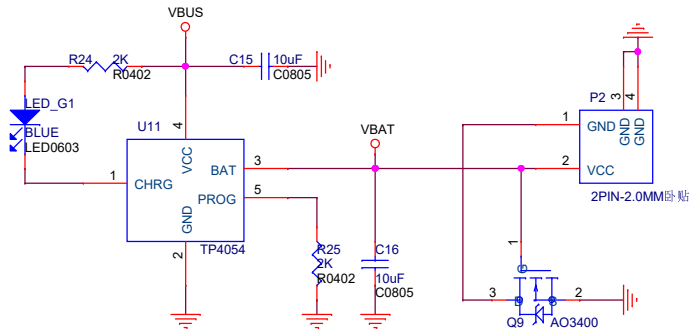 VBUS
R24
2K
R0402
C15
10uF
C0805
LED_G1
BLUE
LED0603
U11
4
VCC
1
CHRG
BAT
3
PROG
5
GND
2
TP4054
VBAT
R25
2K
R0402
C16
10uF
C0805
P2
3
4
1
GND
GND
GND
2
VCC
2PIN-2.0MM卧贴
1
3
2
G
D
S
Q9
AO3400